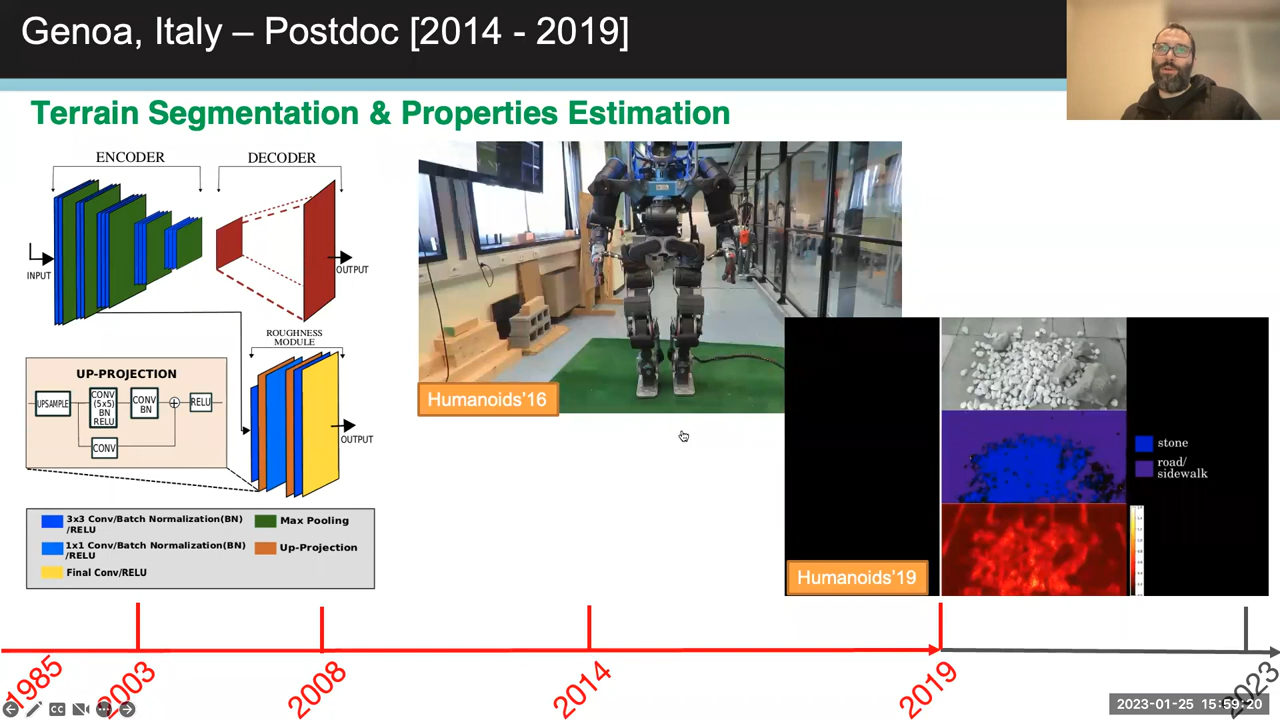 Genoa, Italy – Postdoc [2014 - 2019]
Terrain Segmentation & Properties Estimation
ENCODER
DECODER
INPUT
OUTPUT
ROUGHNESS
MODULE
UP-PROJECTION
UPSAMPLE
CONV
(5x5)
BN
RELU
CONV
BN
RELU
CONV
OUTPUT
3x3 Conv/Batch Normalization(BN)
/RELU
Max Pooling
1x1 Conv/Batch Normalization(BN)
/RELU
Up-Projection
Final Conv/RELU
Humanoids'16
stone
road/
sidewalk
Humanoids'19
1985
2003
2008
2014
2019
2023
CC
2023-01-25 15:59:20